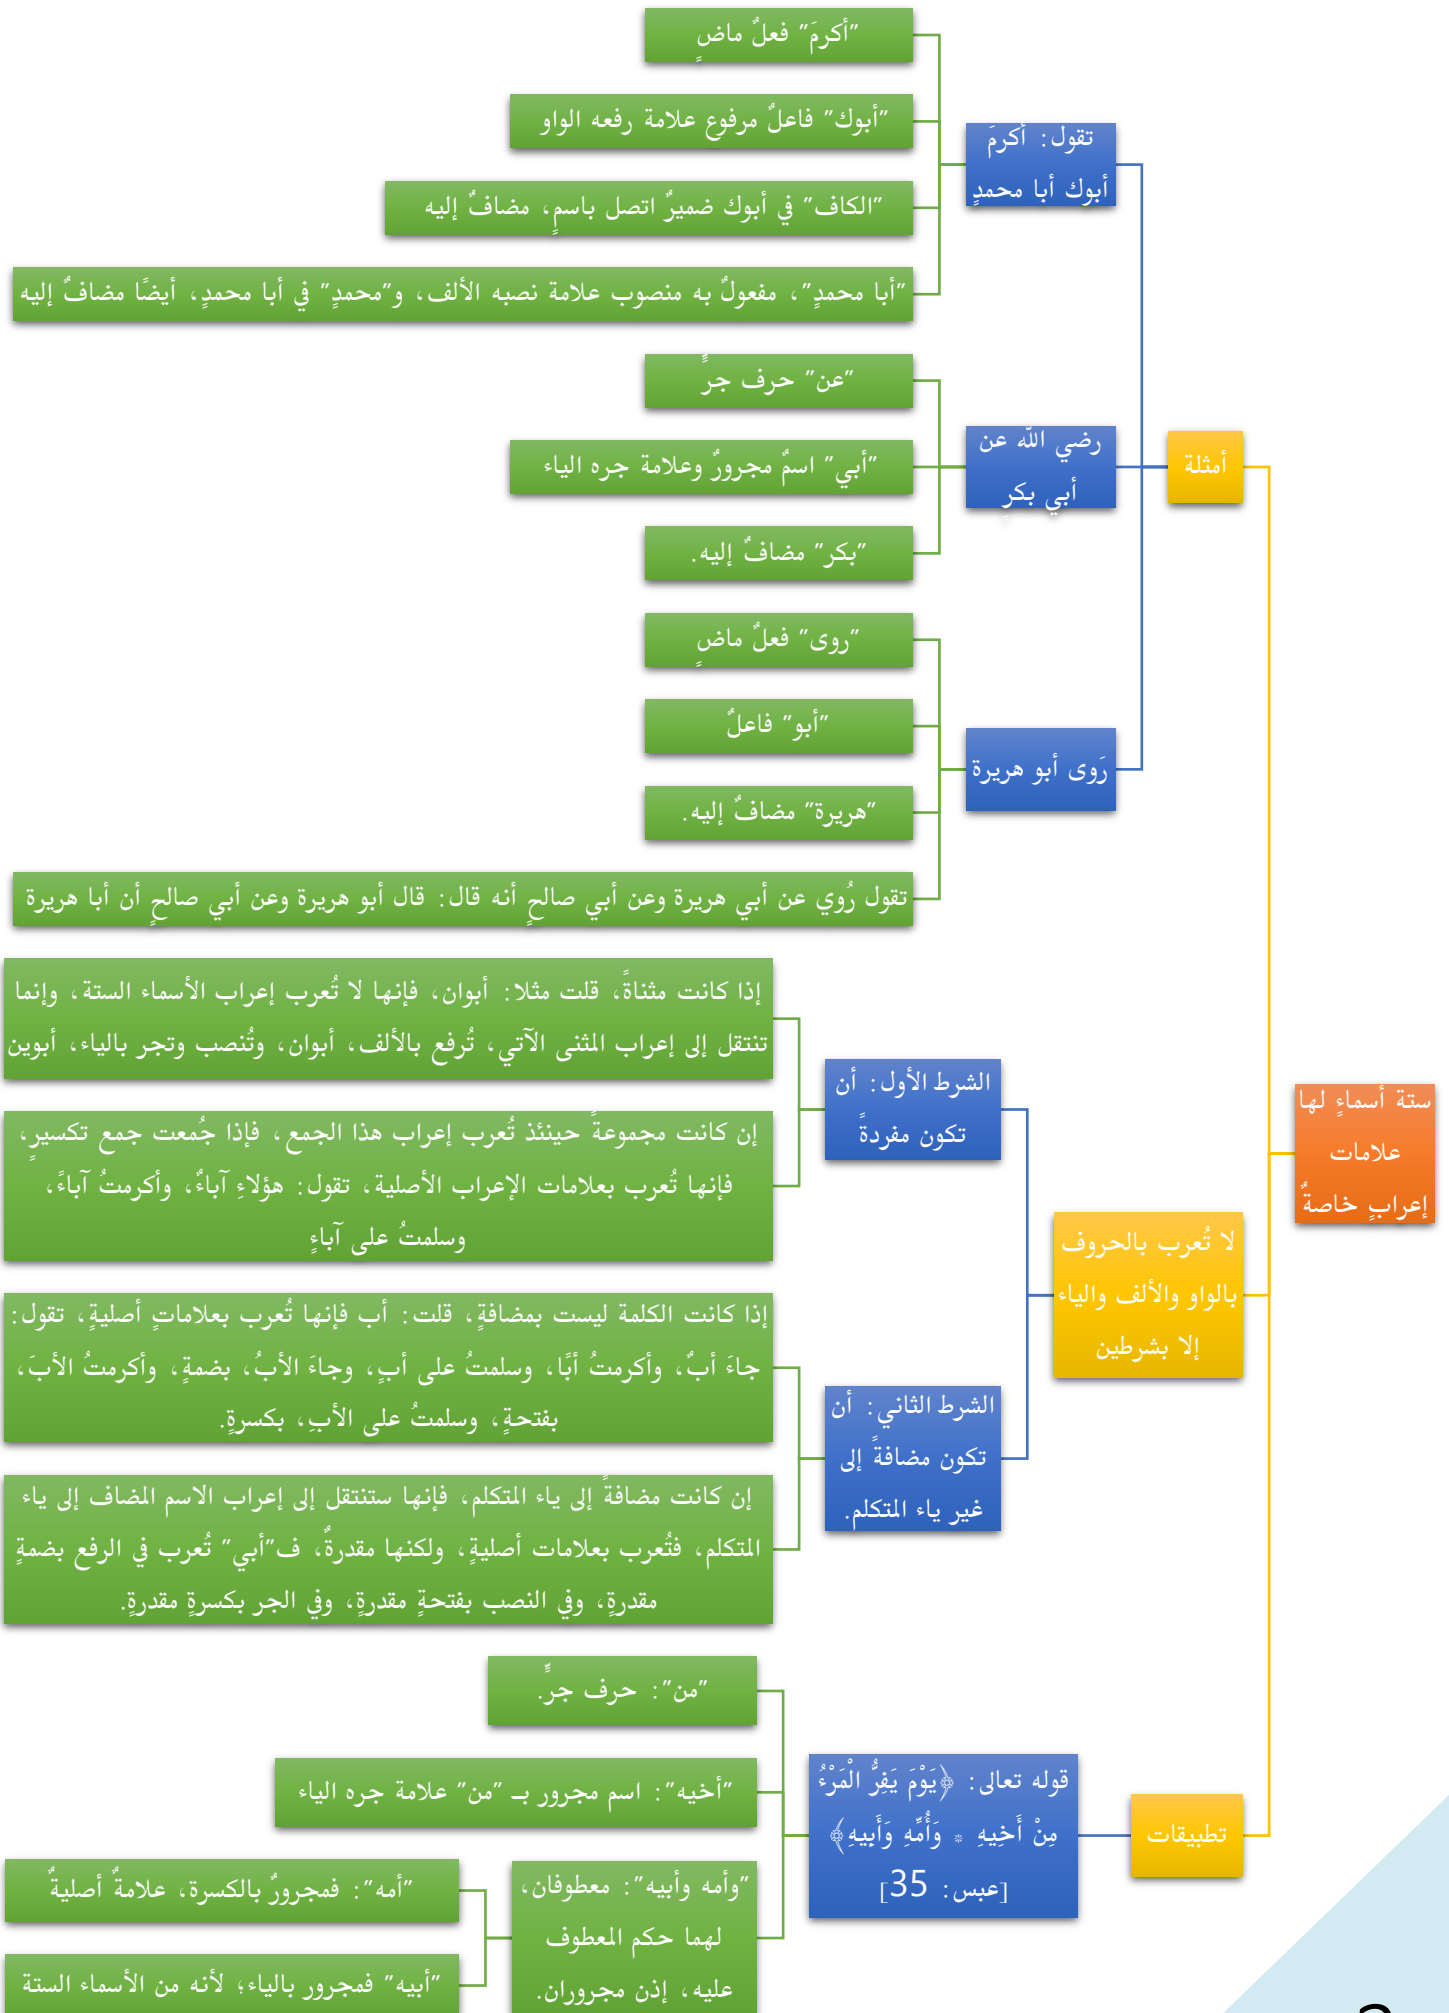 ستة أسماءٍ لها
علامات
إعرابٍ خاصةٌ
أمثلة
تقول: أكرمَ
أبوك أبا محمدٍ
"أكرمَ" فعلٌ ماضٍ
"أبوك" فاعلٌ مرفوع علامة رفعه الواو
"الكاف" في أبوك ضميرٌ اتصل باسمٍ، مضافٌ إليه
"أبا محمدٍ"، مفعولٌ به منصوب علامة نصبه الألف، و"محمدٍ" في أبا محمدٍ، أيضًا مضافٌ إليه
رضي الله عن
أبي بكرٍ
"عن" حرف جرٍّ
"أبي" اسمٌ مجرورٌ وعلامة جره الياء
"بكر" مضافٌ إليه.
رَوى أبو هريرة
"روى" فعلٌ ماضٍ
"أبو" فاعلٌ
"هريرة" مضافٌ إليه.
تقول رُوي عن أبي هريرة وعن أبي صالحٍ أنه قال: قال أبو هريرة وعن أبي صالحٍ أن أبا هريرة
لا تُعرب بالحروف
بالواو والألف والياء
إلا بشرطين
الشرط الأول: أن
تكون مفردةً
إذا كانت مثناةً، قلت مثلا: أبوان، فإنها لا تُعرب إعراب الأسماء الستة، وإنما
تنتقل إلى إعراب المثنى الآتي، تُرفع بالألف، أبوان، وتُنصب وتجر بالياء، أبوين
إن كانت مجموعةً حينئذ تُعرب إعراب هذا الجمع، فإذا جُمعت جمع تكسيرٍ،
فإنها تُعرب بعلامات الإعراب الأصلية، تقول: هؤلاءِ آباءٌ، وأكرمتُ آباءً،
وسلمتُ على آباءٍ
الشرط الثاني: أن
تكون مضافةً إلى
غير ياء المتكلم.
إذا كانت الكلمة ليست بمضافةٍ، قلت: أب فإنها تُعرب بعلاماتٍ أصليةٍ، تقول:
جاءَ أبٌ، وأكرمتُ أبًا، وسلمتُ على أبٍ، وجاءَ الأبُ، بضمةٍ، وأكرمتُ الأبَ،
بفتحةٍ، وسلمتُ على الأبِ، بكسرةٍ.
إن كانت مضافةً إلى ياء المتكلم، فإنها ستنتقل إلى إعراب الاسم المضاف إلى ياء
المتكلم، فتُعرب بعلامات أصليةٍ، ولكنها مقدرةٌ، ف"أبي" تُعرب في الرفع بضمةٍ
مقدرةٍ، وفي النصب بفتحةٍ مقدرةٍ، وفي الجر بكسرةٍ مقدرةٍ.
تطبيقات
قوله تعالى: ﴿يَوْمَ يَفِرُّ الْمَرْءُ
مِنْ أَخِيهِ * وَأُمِّهِ وَأَبِيهِ﴾
[عبس: 35]
"من": حرف جرٍّ.
"أخيه": اسم مجرور بـ "من" علامة جره الياء
"وأمه وأبيه": معطوفان،
لهما حكم المعطوف
عليه، إذن مجروران.
"أمه": فمجرورٌ بالكسرة، علامةٌ أصليةٌ
"أبيه" فمجرور بالياء؛ لأنه من الأسماء الستة